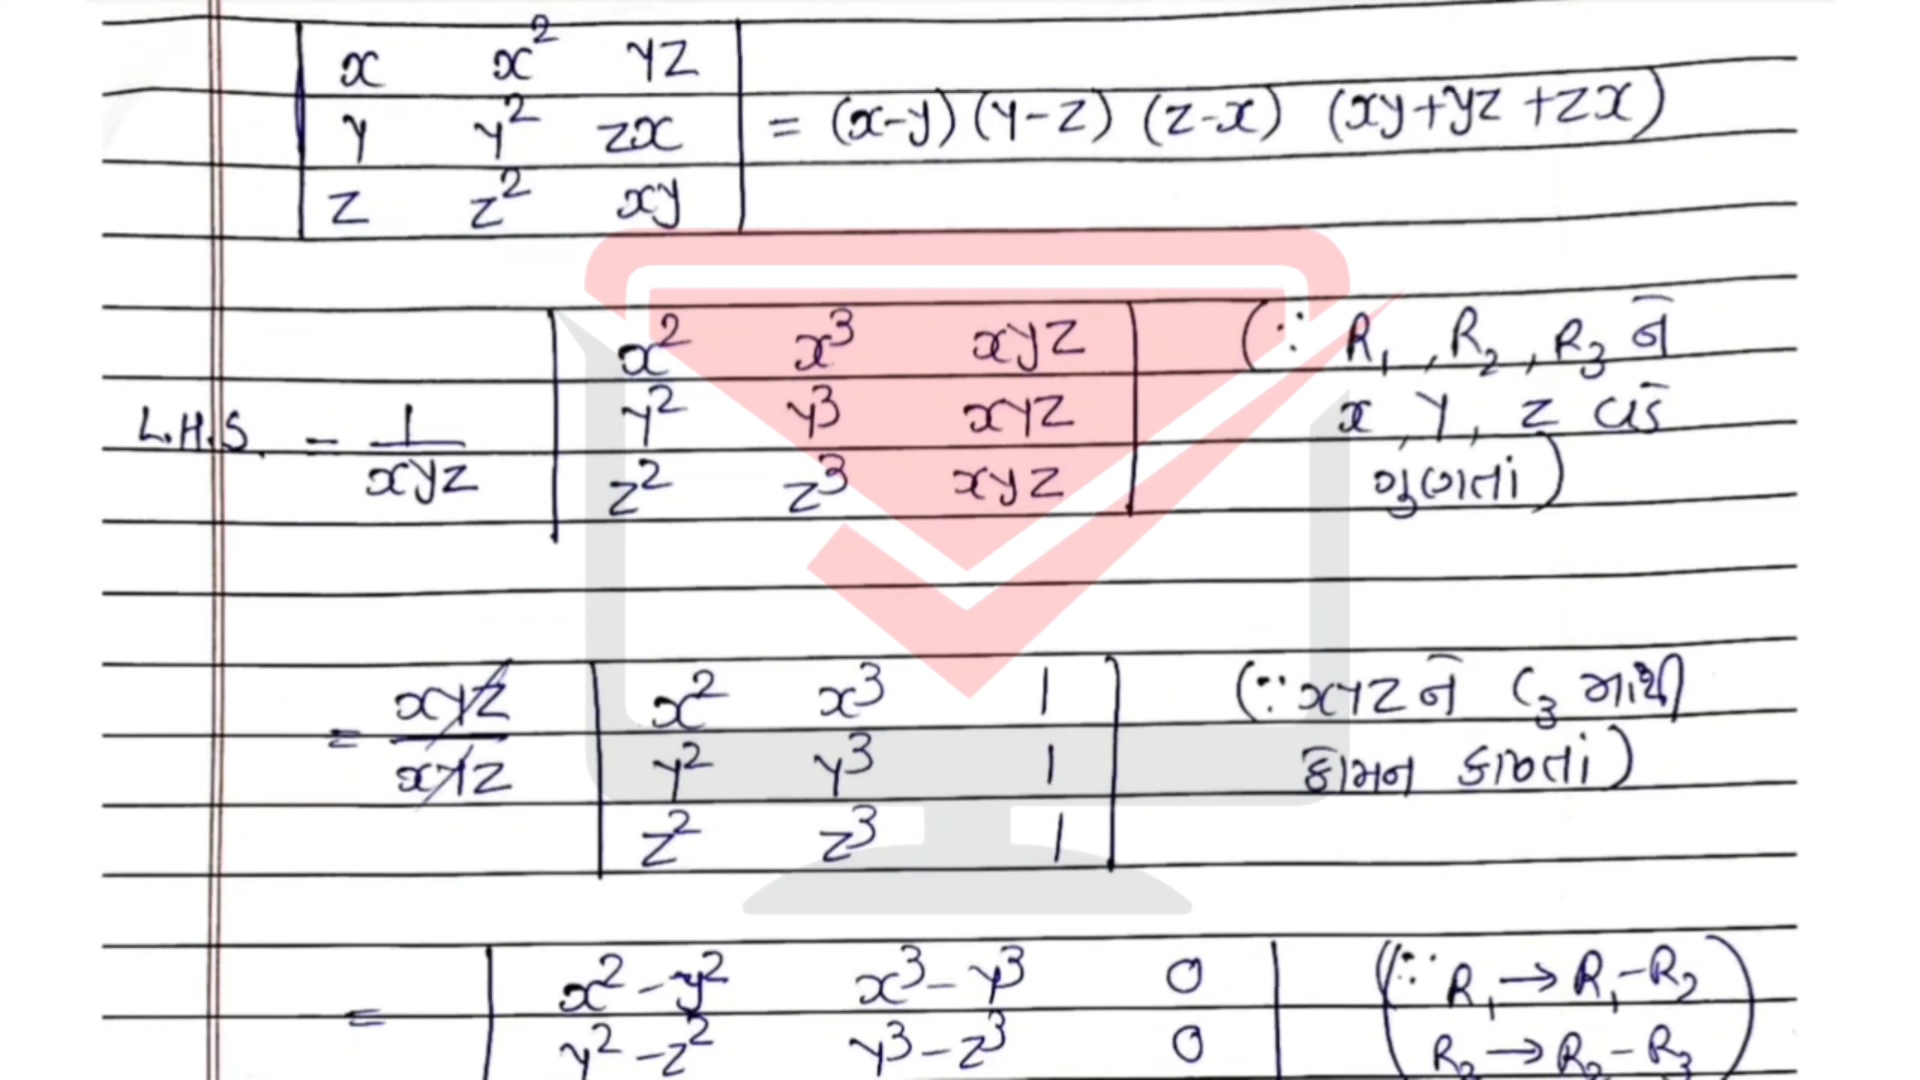 | x x² yz |
| y y² zx | = (x-y) (y-z) (z-x) (xy+yz+zx)
| z z² xy |
| x² x³ xyz | (∵ R₁, R₂, R₃ ને
L.H.S. = 1/xyz | y² y³ xyz | x, y, z વડે
| z² z³ xyz | ગુણતાં)
= xyz/xyz | x² x³ 1 | (∵ xyz ને C₃ માંથી
| y² y³ 1 | કોમન કાઢતાં)
| z² z³ 1 |
= | x²-y² x³-y³ 0 | (∵ R₁ → R₁-R₂
| y²-z² y³-z³ 0 | R₂ → R₂-R₃)